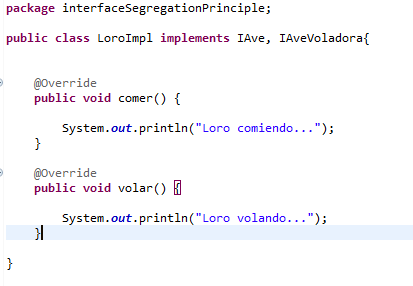 package interfaceSegregationPrinciple;
public class LoroImpl implements IAve, IAveVoladora{
@Override
public void comer() {
System.out.println("Loro comiendo...");
}
@Override
public void volar() {
System.out.println("Loro volando...");
}
}